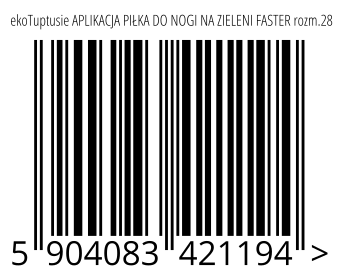 ekoTuptusie APLIKACJA PIŁKA DO NOGI NA ZIELENI FASTER rozm.28
5 904083 421194 >